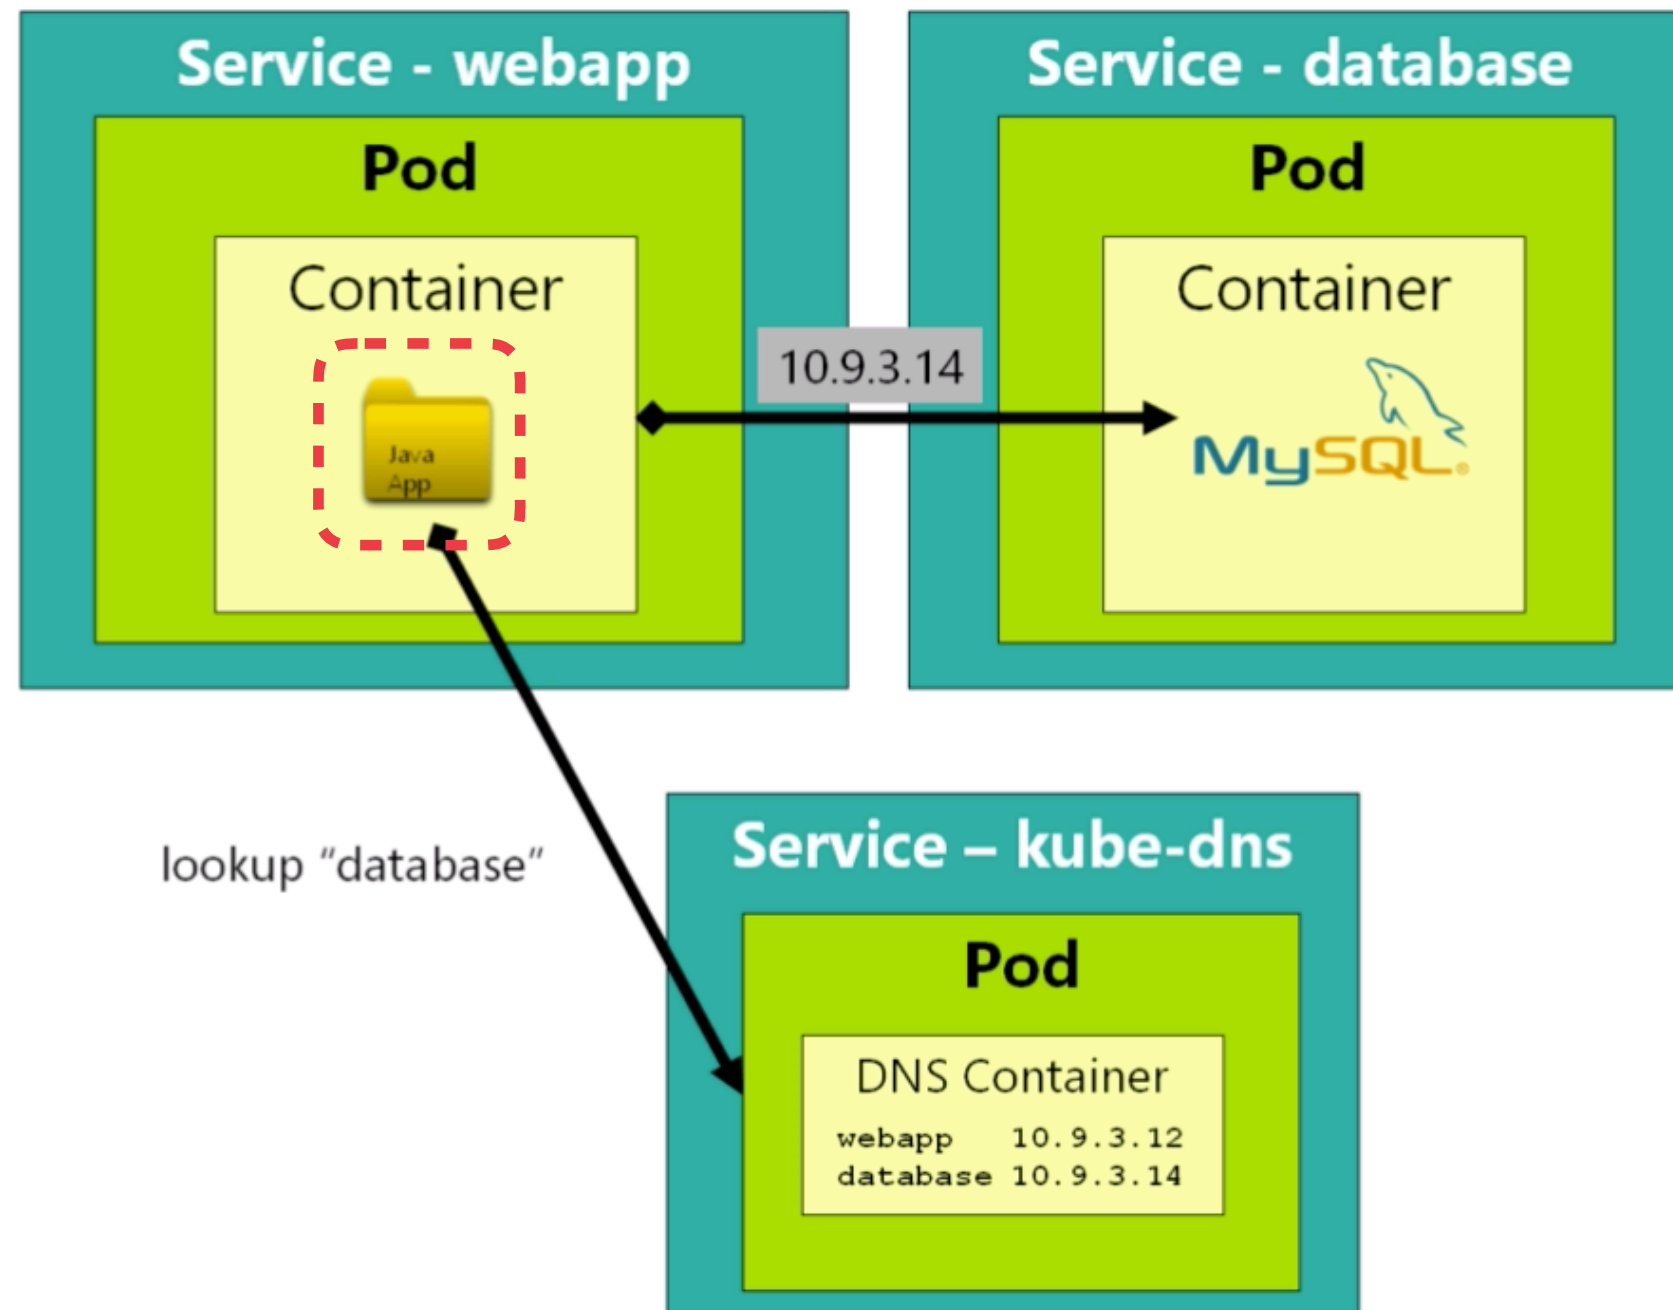 Service - webapp
Service - database
Pod
Pod
Container
Container
10.9.3.14
Java
App
MySQL®
lookup "database"
Service – kube-dns
Pod
DNS Container
webapp 10.9.3.12
database 10.9.3.14